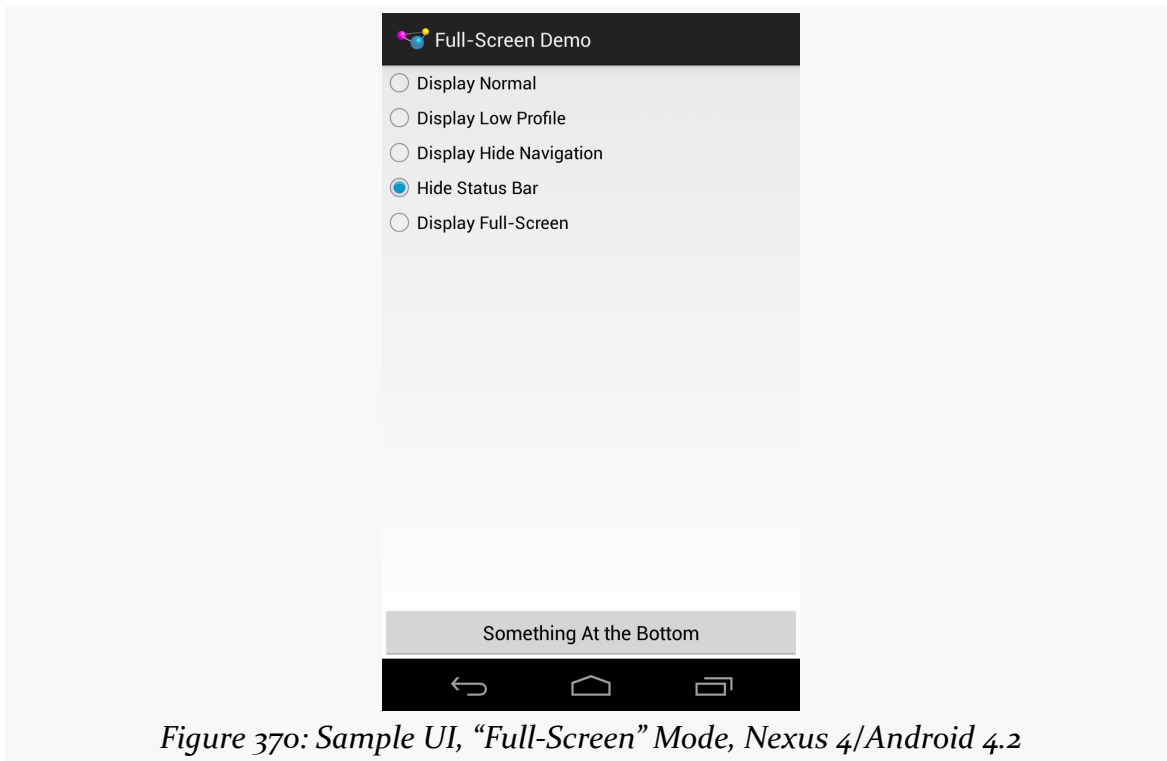 Full-Screen Demo
Display Normal
Display Low Profile
Display Hide Navigation
Hide Status Bar
Display Full-Screen
Something At the Bottom
Figure 370: Sample UI, “Full-Screen” Mode, Nexus 4/Android 4.2